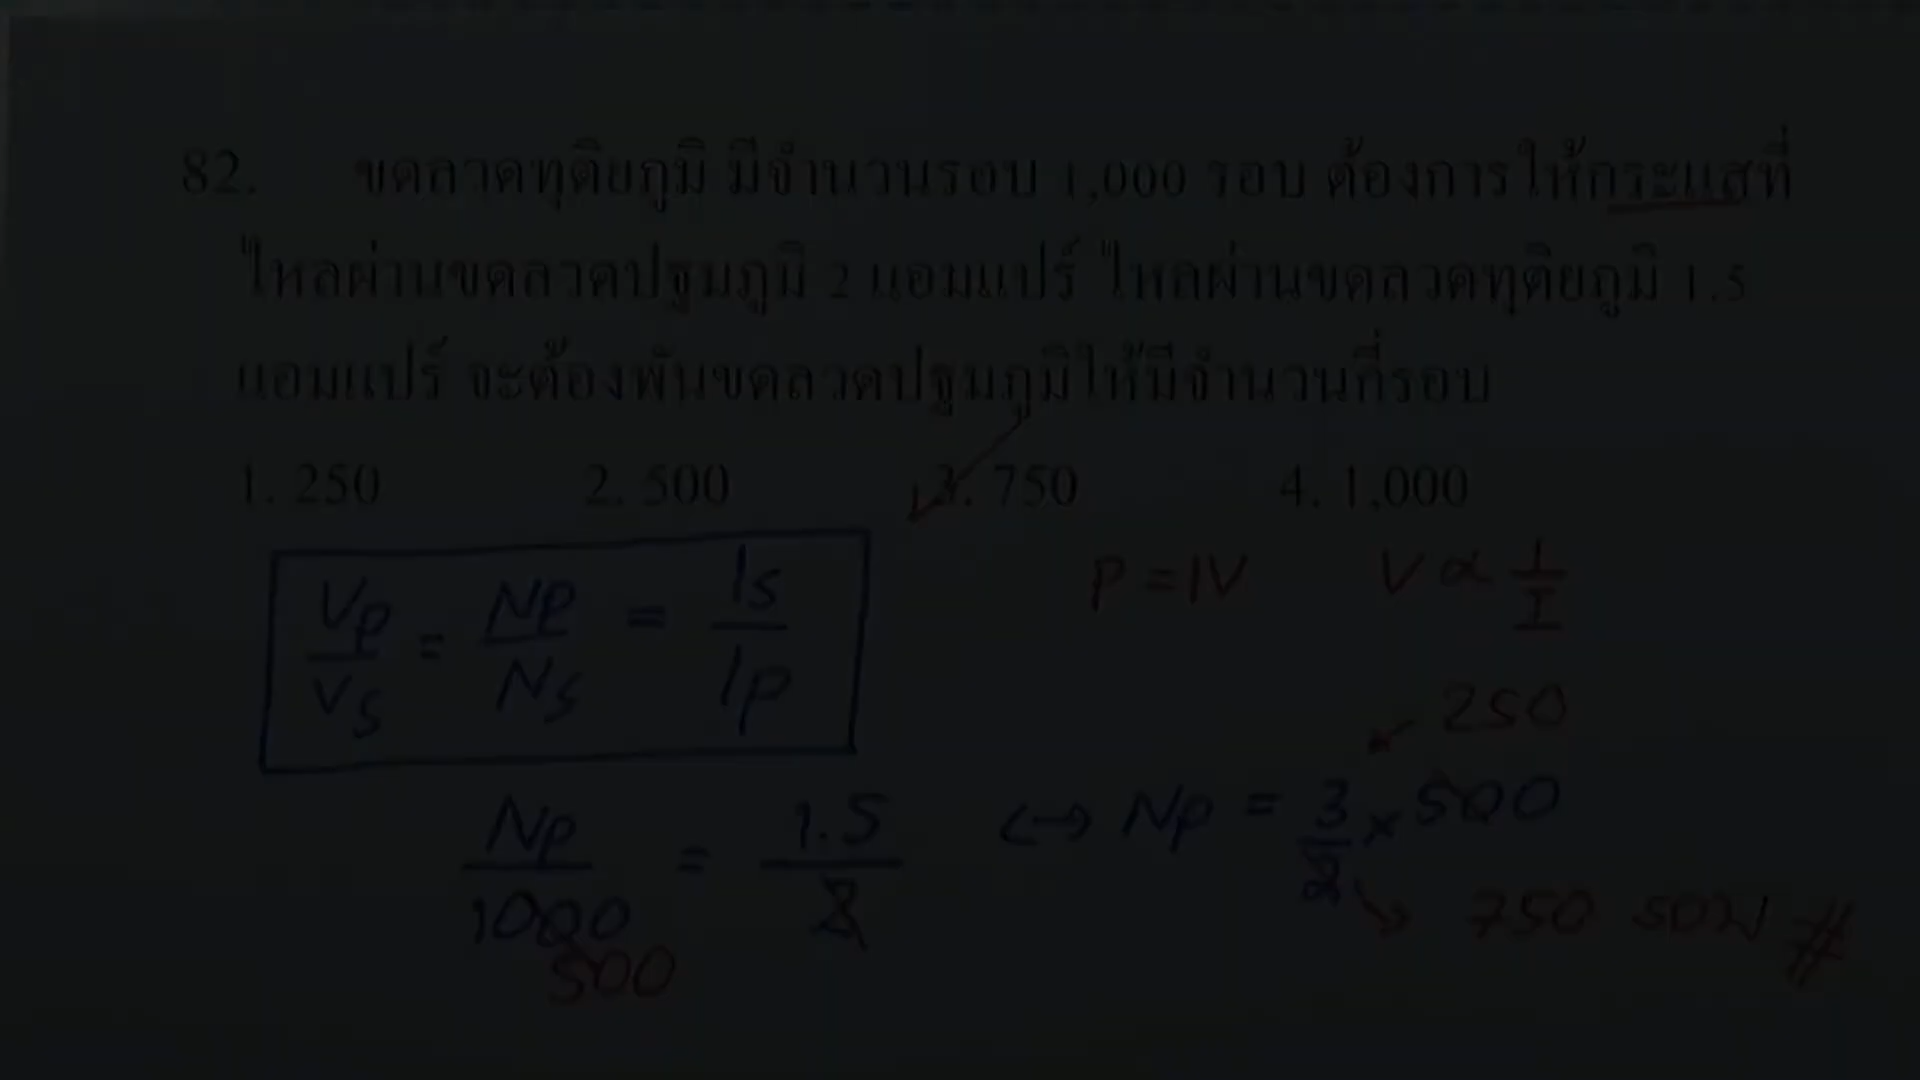 82. ขดลวดทุติยภูมิ มีจำนวนรอบ 1,000 รอบ ต้องการให้กระแสที่
ไหลผ่านขดลวดปฐมภูมิ 2 แอมแปร์ ไหลผ่านขดลวดทุติยภูมิ 1.5
แอมแปร์ จะต้องพันขดลวดปฐมภูมิให้มีจำนวนกี่รอบ
1. 250 2. 500 3. 750 4. 1,000
Vp/Vs = Np/Ns = Is/Ip P = IV V ∝ 1/I
250
Np/1000 = 1.5/2 ↔ Np = 3/2 × 500
500
750 รอบ #